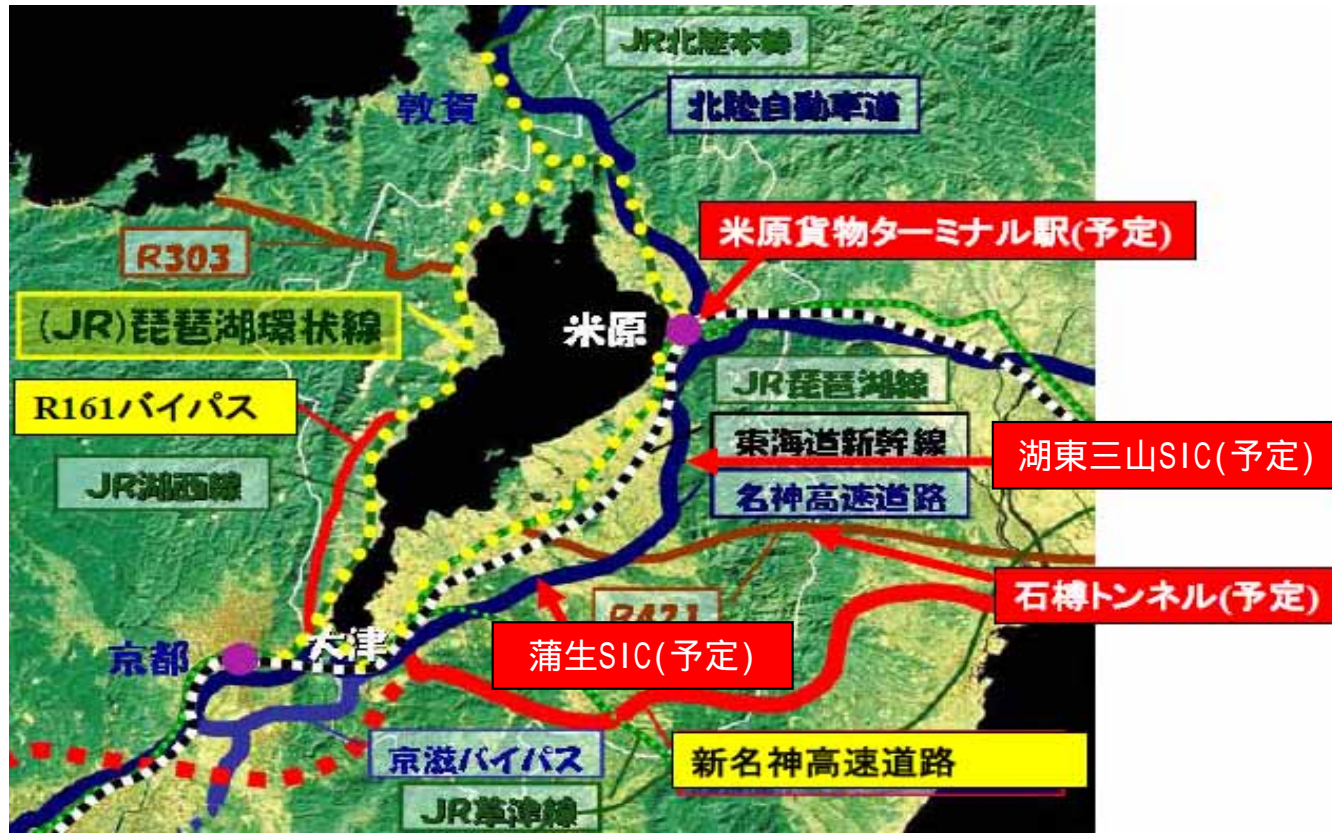 JR北陸本線
北陸自動車道
敦賀
米原貨物ターミナル駅(予定)
R303
(JR)琵琶湖環状線
米原
JR琵琶湖線
R161バイパス
東海道新幹線
湖東三山SIC(予定)
JR湖西線
名神高速道路
石榑トンネル(予定)
R421
大津
京都
蒲生SIC(予定)
京滋バイパス
新名神高速道路
JR草津線